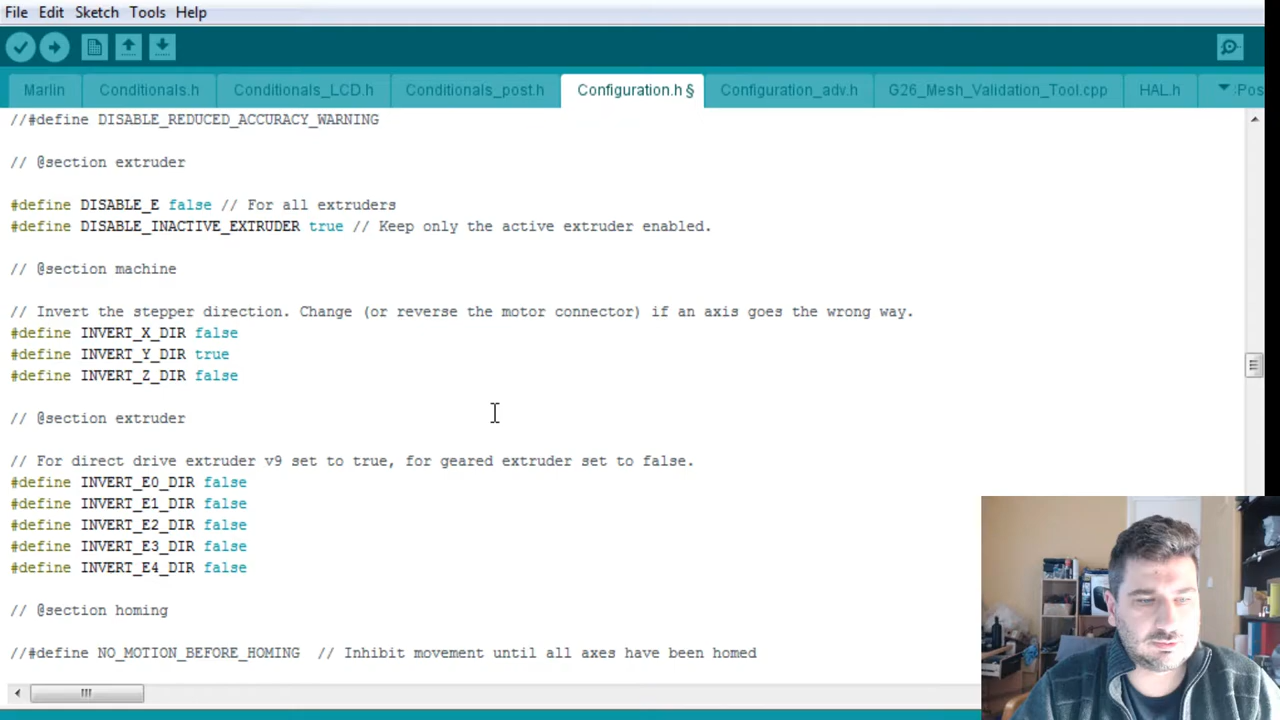 File Edit Sketch Tools Help
Marlin Conditionals.h Conditionals_LCD.h Conditionals_post.h Configuration.h § Configuration_adv.h G26_Mesh_Validation_Tool.cpp HAL.h Pos
//#define DISABLE_REDUCED_ACCURACY_WARNING
// @section extruder
#define DISABLE_E false // For all extruders
#define DISABLE_INACTIVE_EXTRUDER true // Keep only the active extruder enabled.
// @section machine
// Invert the stepper direction. Change (or reverse the motor connector) if an axis goes the wrong way.
#define INVERT_X_DIR false
#define INVERT_Y_DIR true
#define INVERT_Z_DIR false
// @section extruder
// For direct drive extruder v9 set to true, for geared extruder set to false.
#define INVERT_E0_DIR false
#define INVERT_E1_DIR false
#define INVERT_E2_DIR false
#define INVERT_E3_DIR false
#define INVERT_E4_DIR false
// @section homing
//#define NO_MOTION_BEFORE_HOMING // Inhibit movement until all axes have been homed